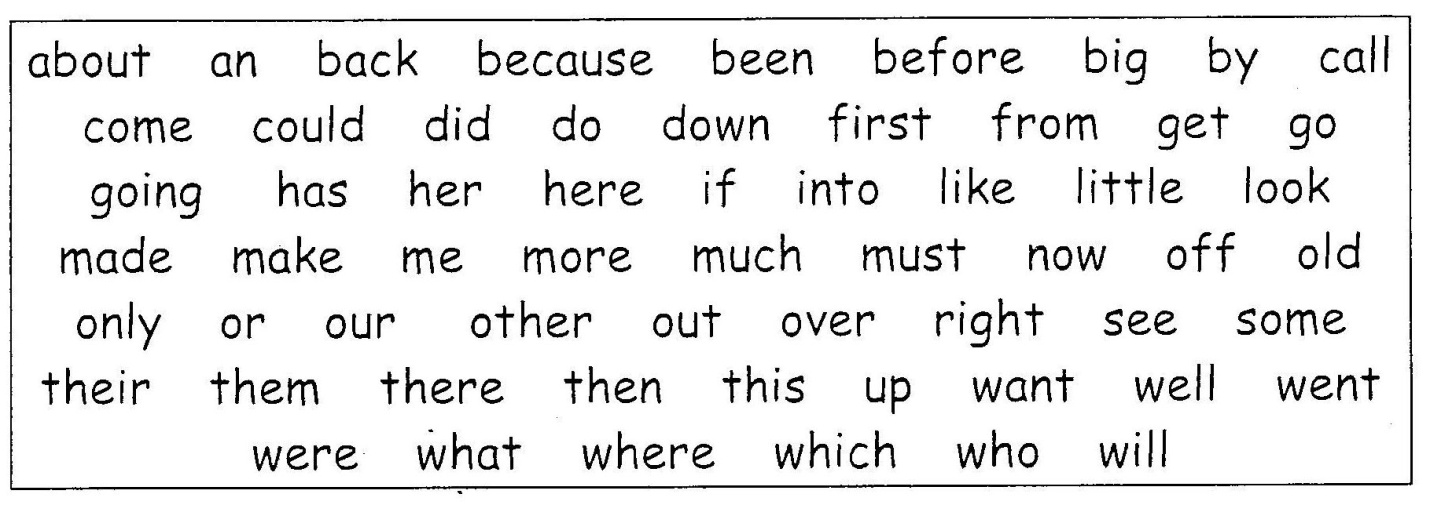 about an back because been before big by call
come could did do down first from get go
going has her here if into like little look
made make me more much must now off old
only or our other out over right see some
their them there then this up want well went
were what where which who will